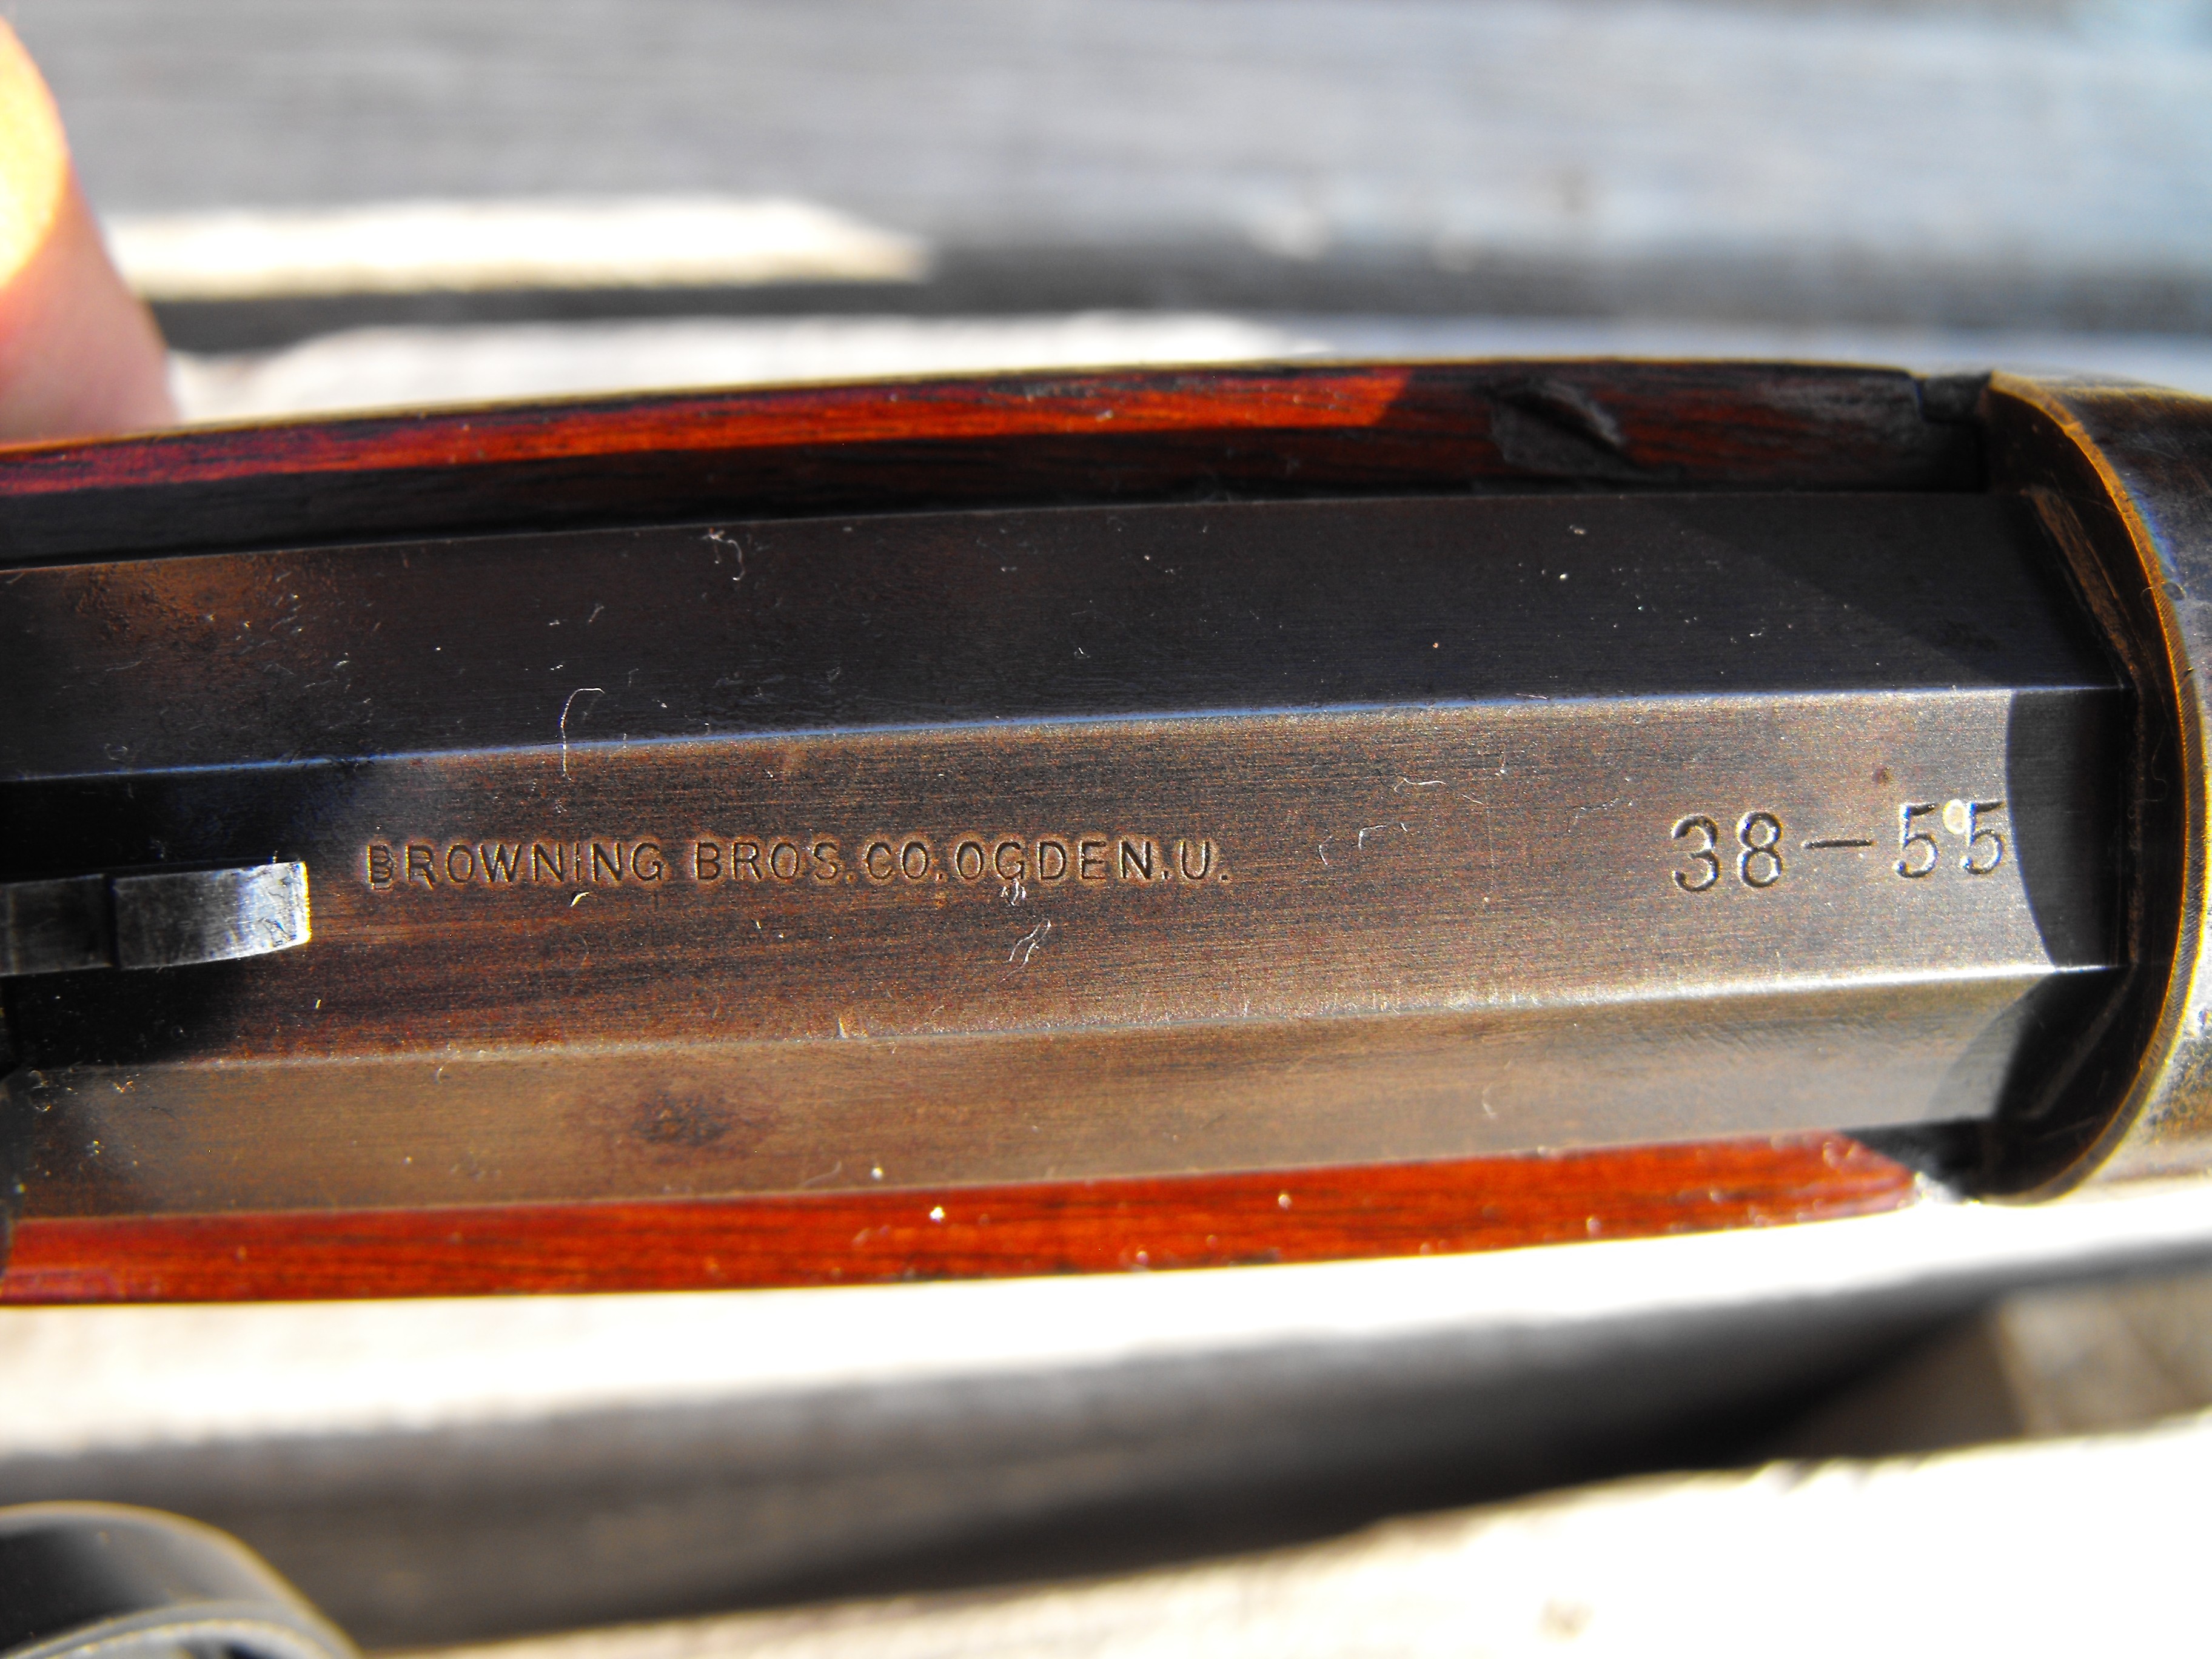 BROWNING BROS. CO. OGDEN. U.
38-55